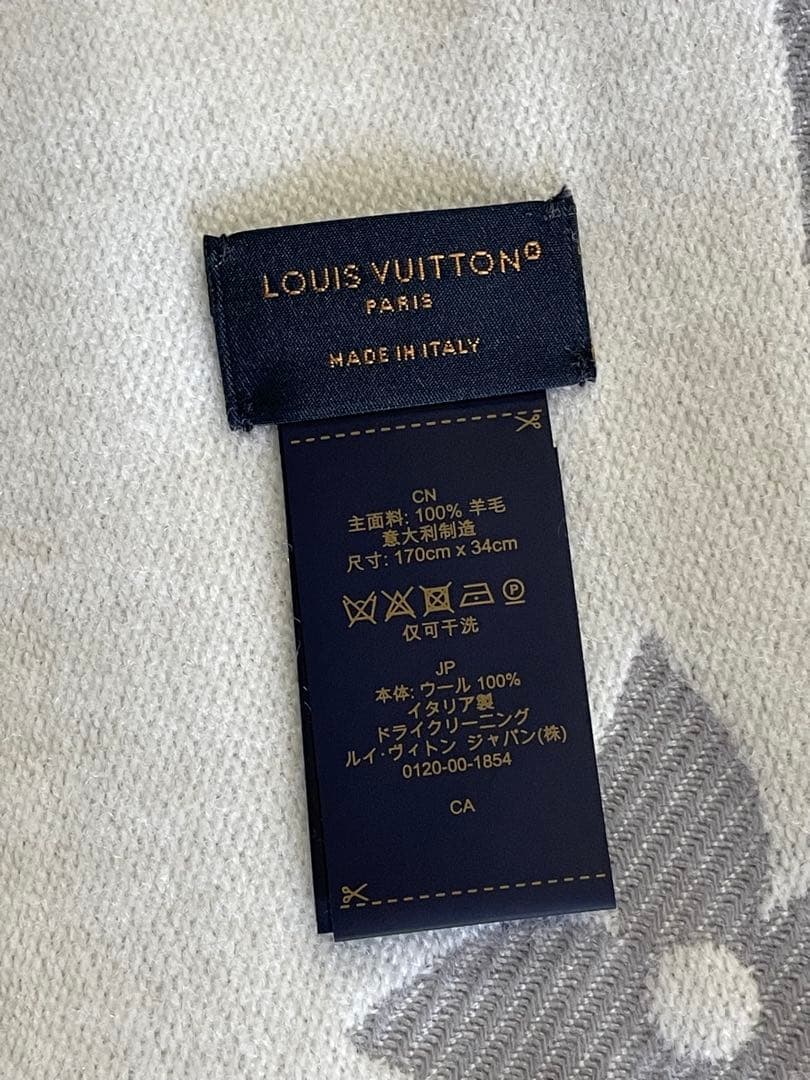 LOUIS VUITTON®
PARIS
MADE IN ITALY
CN
主面料: 100% 羊毛
意大利制造
尺寸: 170cm x 34cm
P
仅可干洗
JP
本体: ウール 100%
イタリア製
ドライクリーニング
ルイ・ヴィトン ジャパン(株)
0120-00-1854
CA